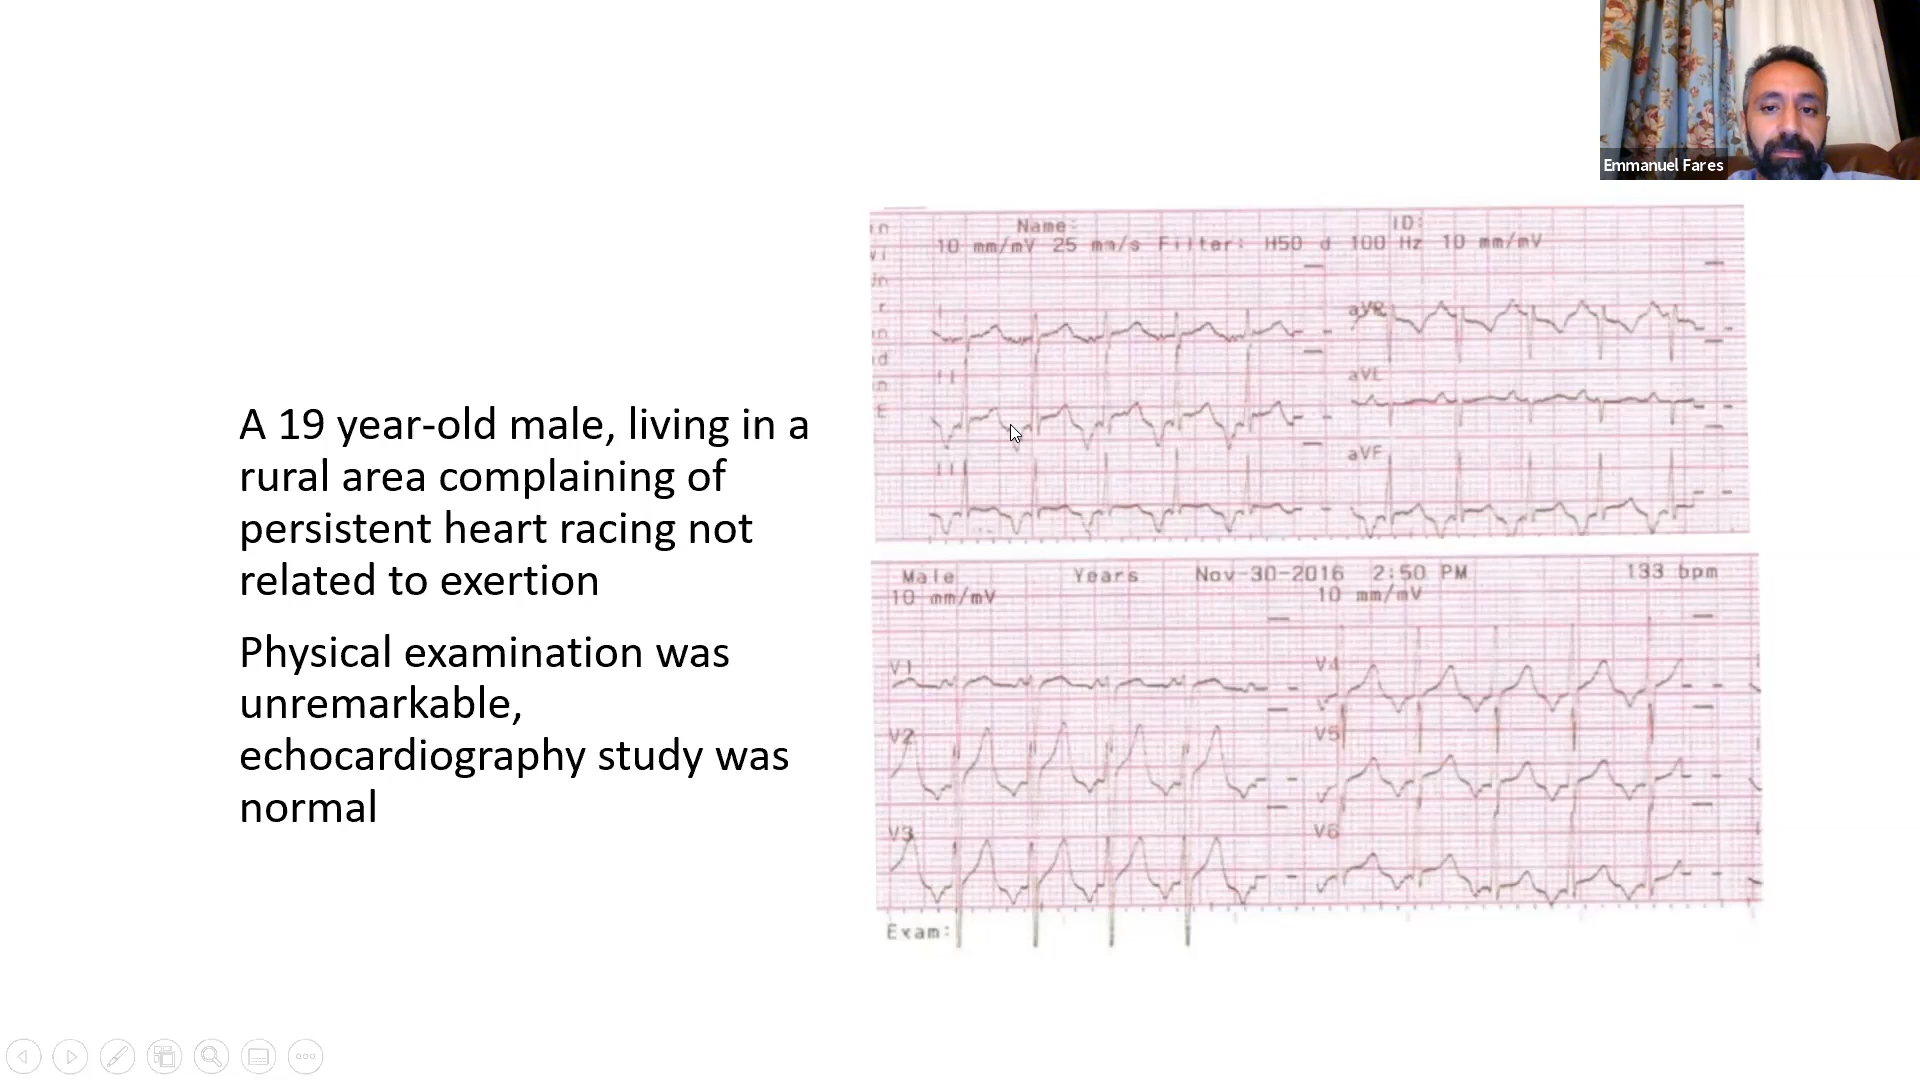 Emmanuel Fares
A 19 year-old male, living in a
rural area complaining of
persistent heart racing not
related to exertion
Physical examination was
unremarkable,
echocardiography study was
normal
Name: ID:
10 mm/mV 25 mm/s Filter: H50 d 100 Hz 10 mm/mV
I
aVR
II
aVL
III
aVF
Male Years Nov-30-2016 2:50 PM 133 bpm
10 mm/mV 10 mm/mV
V1
V4
V2
V5
V3
V6
Exam: